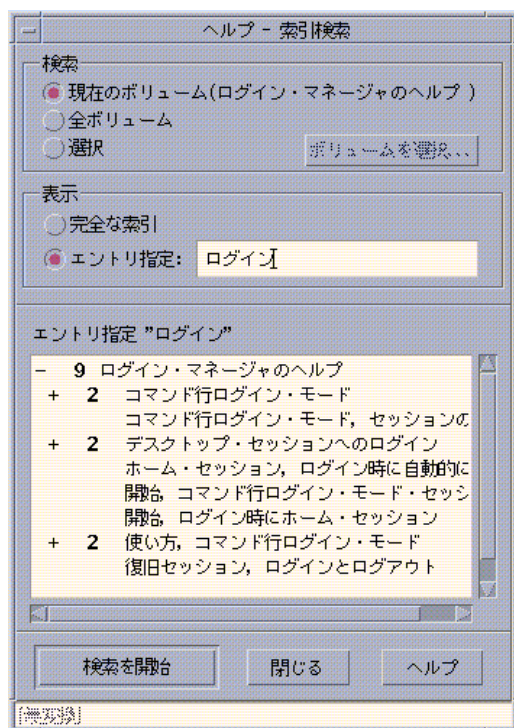 ヘルプ - 索引検索
検索
現在のボリューム(ログイン・マネージャのヘルプ )
全ボリューム
選択
ボリュームを選択...
表示
完全な索引
エントリ指定: ログイン
エントリ指定 "ログイン"
- 9 ログイン・マネージャのヘルプ
+ 2 コマンド行ログイン・モード
コマンド行ログイン・モード, セッションの
+ 2 デスクトップ・セッションへのログイン
ホーム・セッション, ログイン時に自動的に
開始, コマンド行ログイン・モード・セッシ
開始, ログイン時にホーム・セッション
+ 2 使い方, コマンド行ログイン・モード
復旧セッション, ログインとログアウト
検索を開始 閉じる ヘルプ
[無変換]